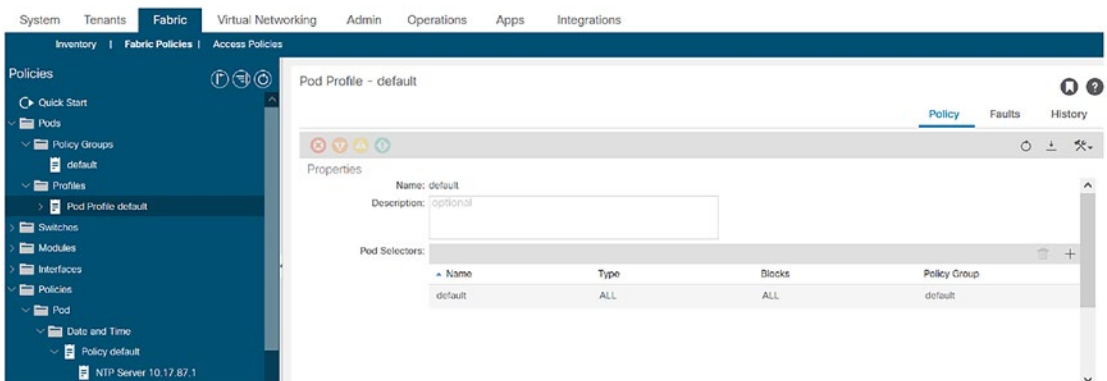 System Tenants Fabric Virtual Networking Admin Operations Apps Integrations
Inventory | Fabric Policies | Access Policies
Policies
Quick Start
Pods
Policy Groups
default
Profiles
Pod Profile default
Switches
Modules
Interfaces
Policies
Pod
Date and Time
Policy default
NTP Server 10.17.87.1
Pod Profile - default
Policy Faults History
Properties
Name: default
Description: optional
Pod Selectors:
Name Type Blocks Policy Group
default ALL ALL default